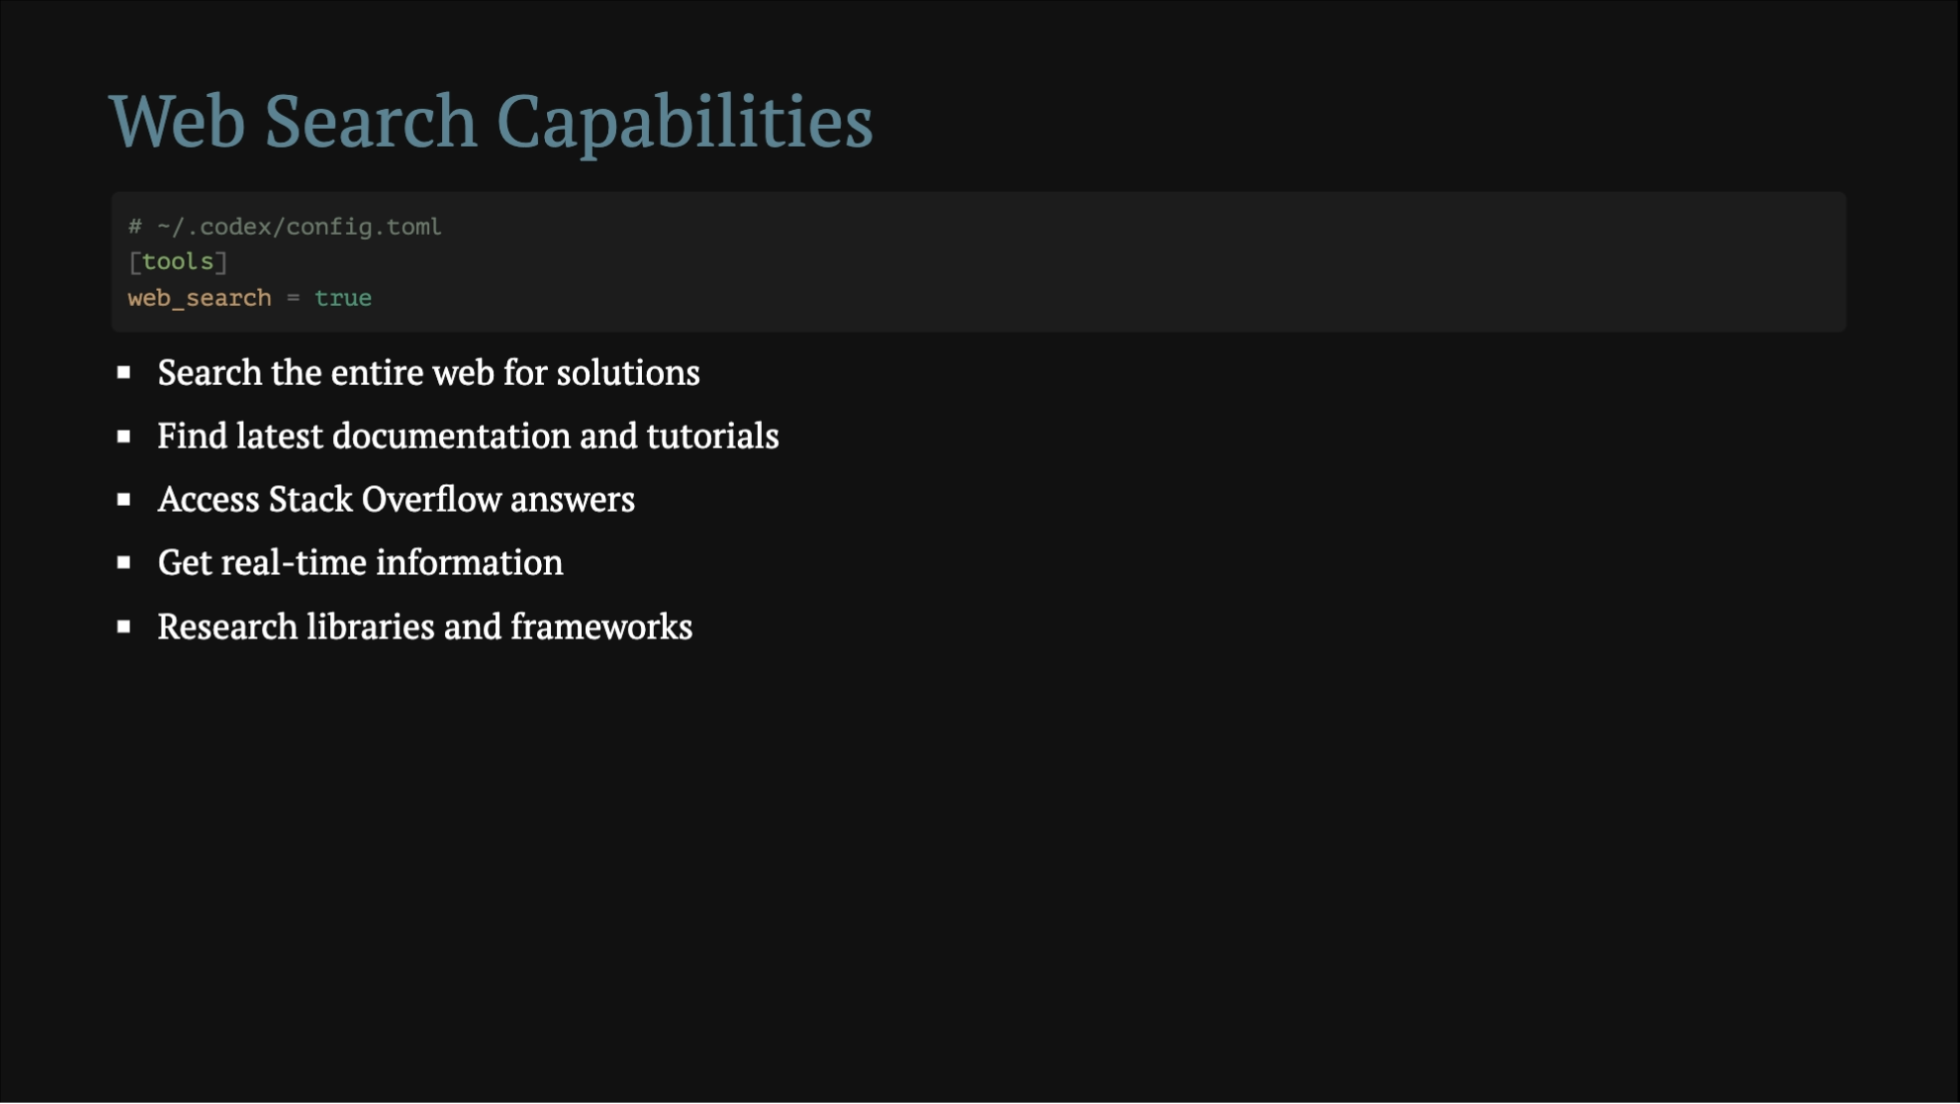 Web Search Capabilities
# ~/.codex/config.toml
[tools]
web_search = true
▪ Search the entire web for solutions
▪ Find latest documentation and tutorials
▪ Access Stack Overflow answers
▪ Get real-time information
▪ Research libraries and frameworks